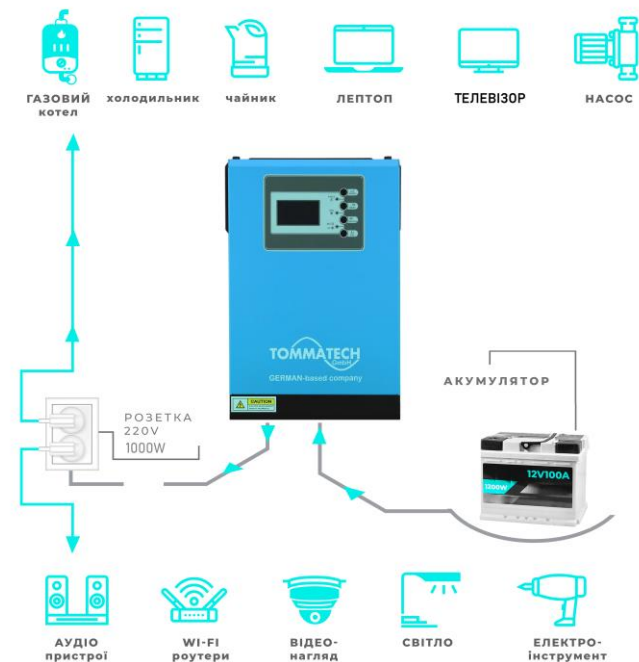 ГАЗОВИЙ
котел
холодильник
чайник
ЛЕПТОП
ТЕЛЕВІЗОР
НАСОС
TOMMATECH
GmbH
GERMAN-based company
CAUTION
АКУМУЛЯТОР
РОЗЕТКА
220V
1000W
12V100A
1200W
АУДІО
пристрої
WI-FI
роутери
ВІДЕО-
нагляд
СВІТЛО
ЕЛЕКТРО-
інструмент